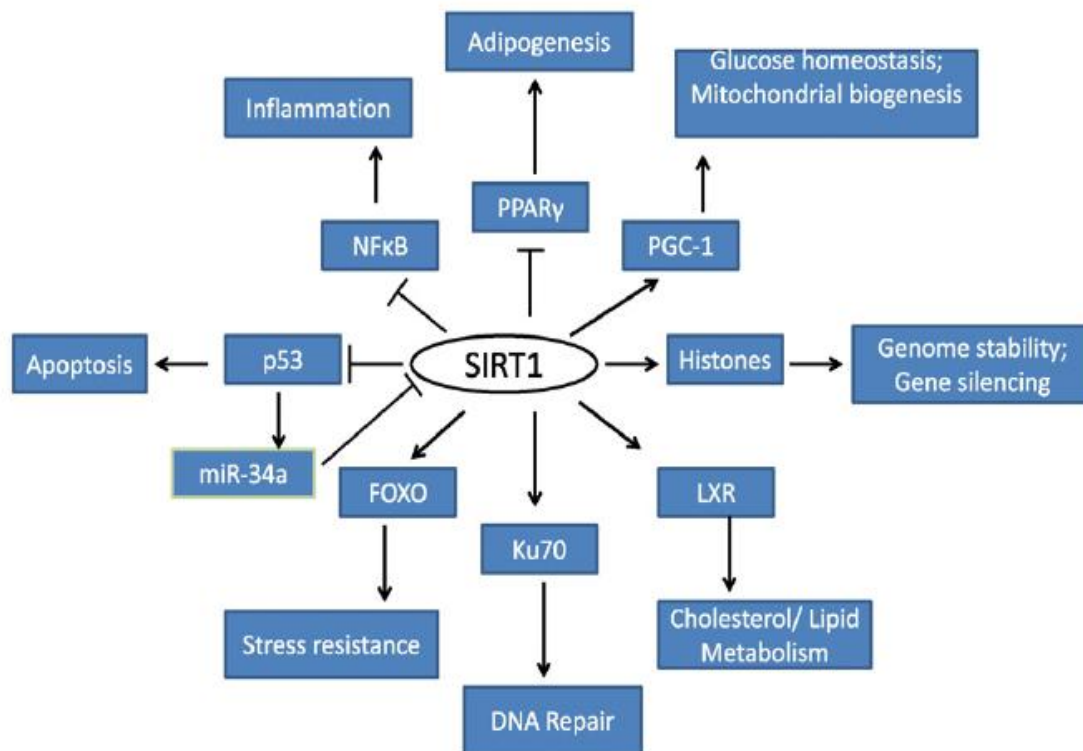 Adipogenesis
Glucose homeostasis;
Mitochondrial biogenesis
Inflammation
PPARγ
NFκB
PGC-1
Apoptosis
p53
SIRT1
Histones
Genome stability;
Gene silencing
miR-34a
FOXO
LXR
Ku70
Stress resistance
Cholesterol/ Lipid
Metabolism
DNA Repair